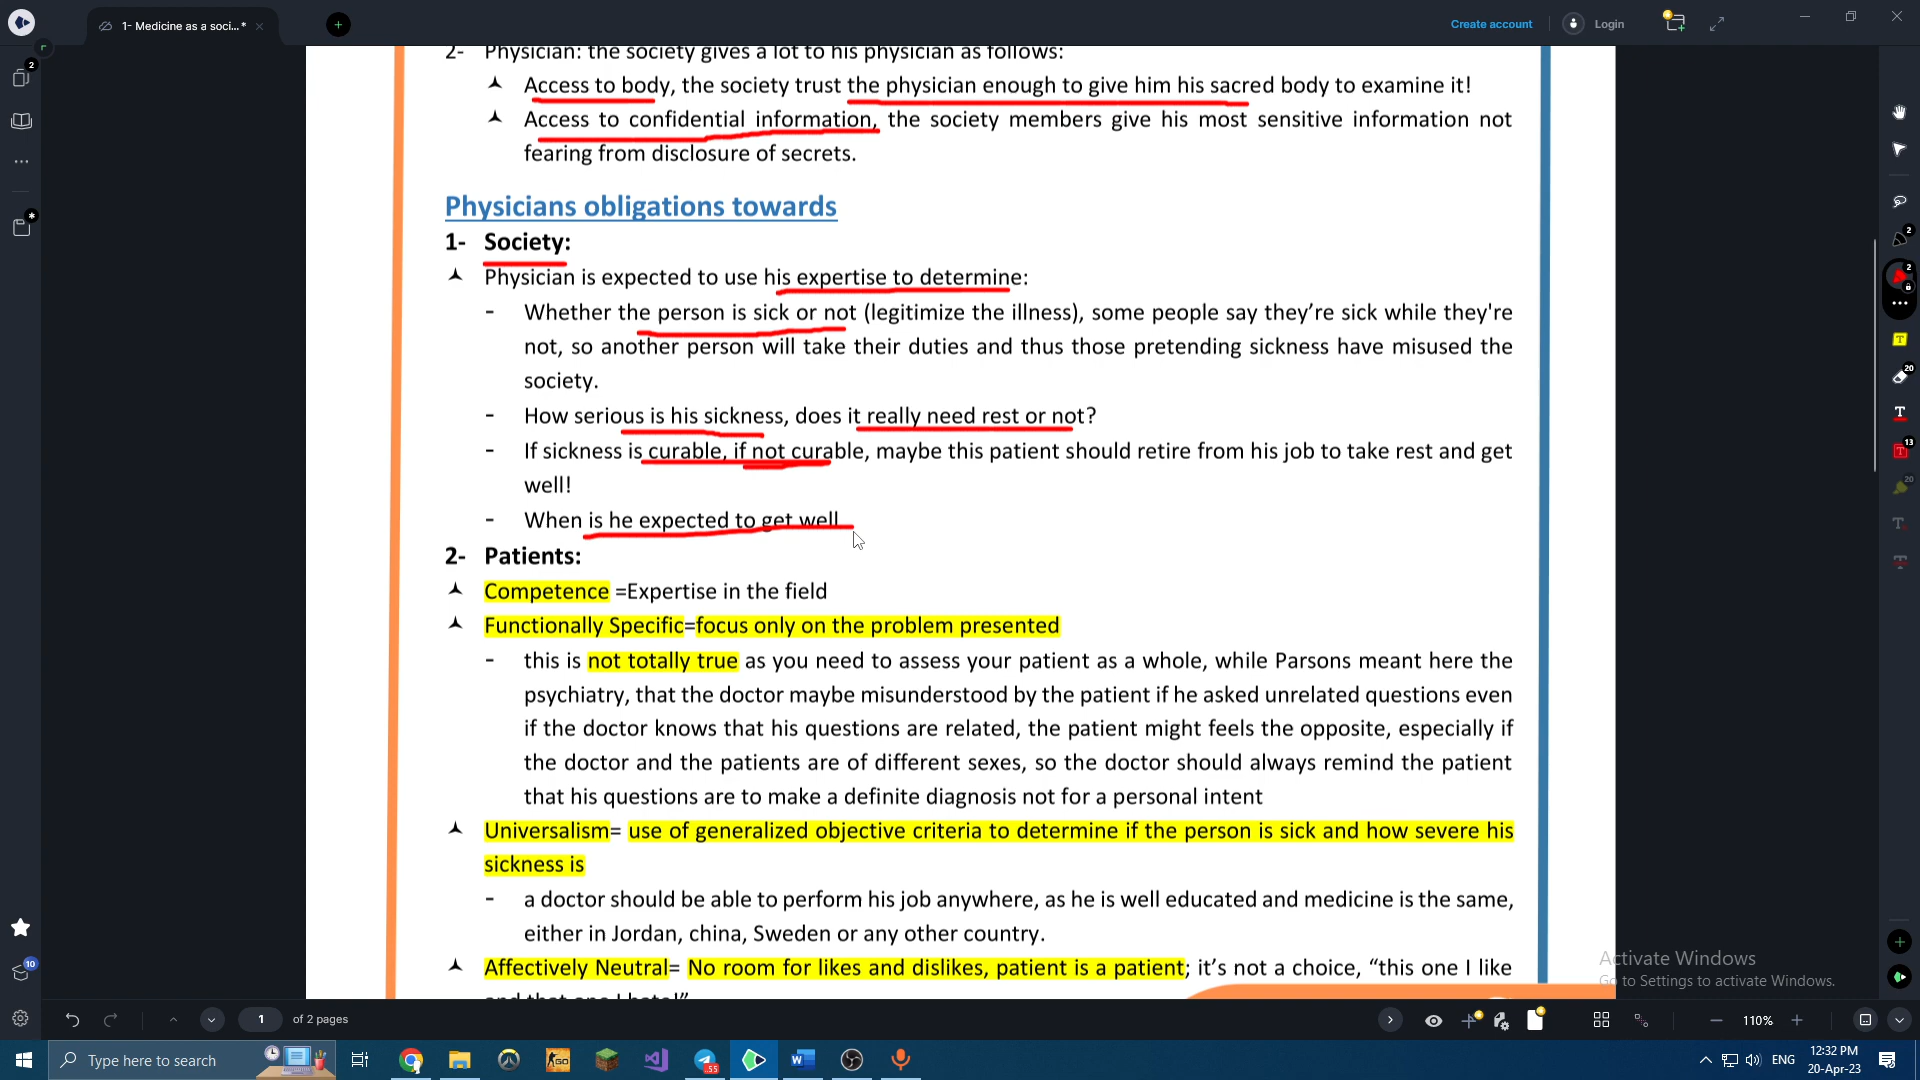 1- Medicine as a soci...*
Create account
Login
2- Physician: the society gives a lot to his physician as follows:
Access to body, the society trust the physician enough to give him his sacred body to examine it!
Access to confidential information, the society members give his most sensitive information not
fearing from disclosure of secrets.
Physicians obligations towards
1- Society:
Physician is expected to use his expertise to determine:
- Whether the person is sick or not (legitimize the illness), some people say they’re sick while they're
not, so another person will take their duties and thus those pretending sickness have misused the
society.
- How serious is his sickness, does it really need rest or not?
- If sickness is curable, if not curable, maybe this patient should retire from his job to take rest and get
well!
- When is he expected to get well
2- Patients:
Competence =Expertise in the field
Functionally Specific=focus only on the problem presented
- this is not totally true as you need to assess your patient as a whole, while Parsons meant here the
psychiatry, that the doctor maybe misunderstood by the patient if he asked unrelated questions even
if the doctor knows that his questions are related, the patient might feels the opposite, especially if
the doctor and the patients are of different sexes, so the doctor should always remind the patient
that his questions are to make a definite diagnosis not for a personal intent
Universalism= use of generalized objective criteria to determine if the person is sick and how severe his
sickness is
- a doctor should be able to perform his job anywhere, as he is well educated and medicine is the same,
either in Jordan, china, Sweden or any other country.
Affectively Neutral= No room for likes and dislikes, patient is a patient; it’s not a choice, “this one I like
and that one I hate!”
Activate Windows
Go to Settings to activate Windows.
1 of 2 pages
110%
Type here to search
ENG
12:32 PM
20-Apr-23